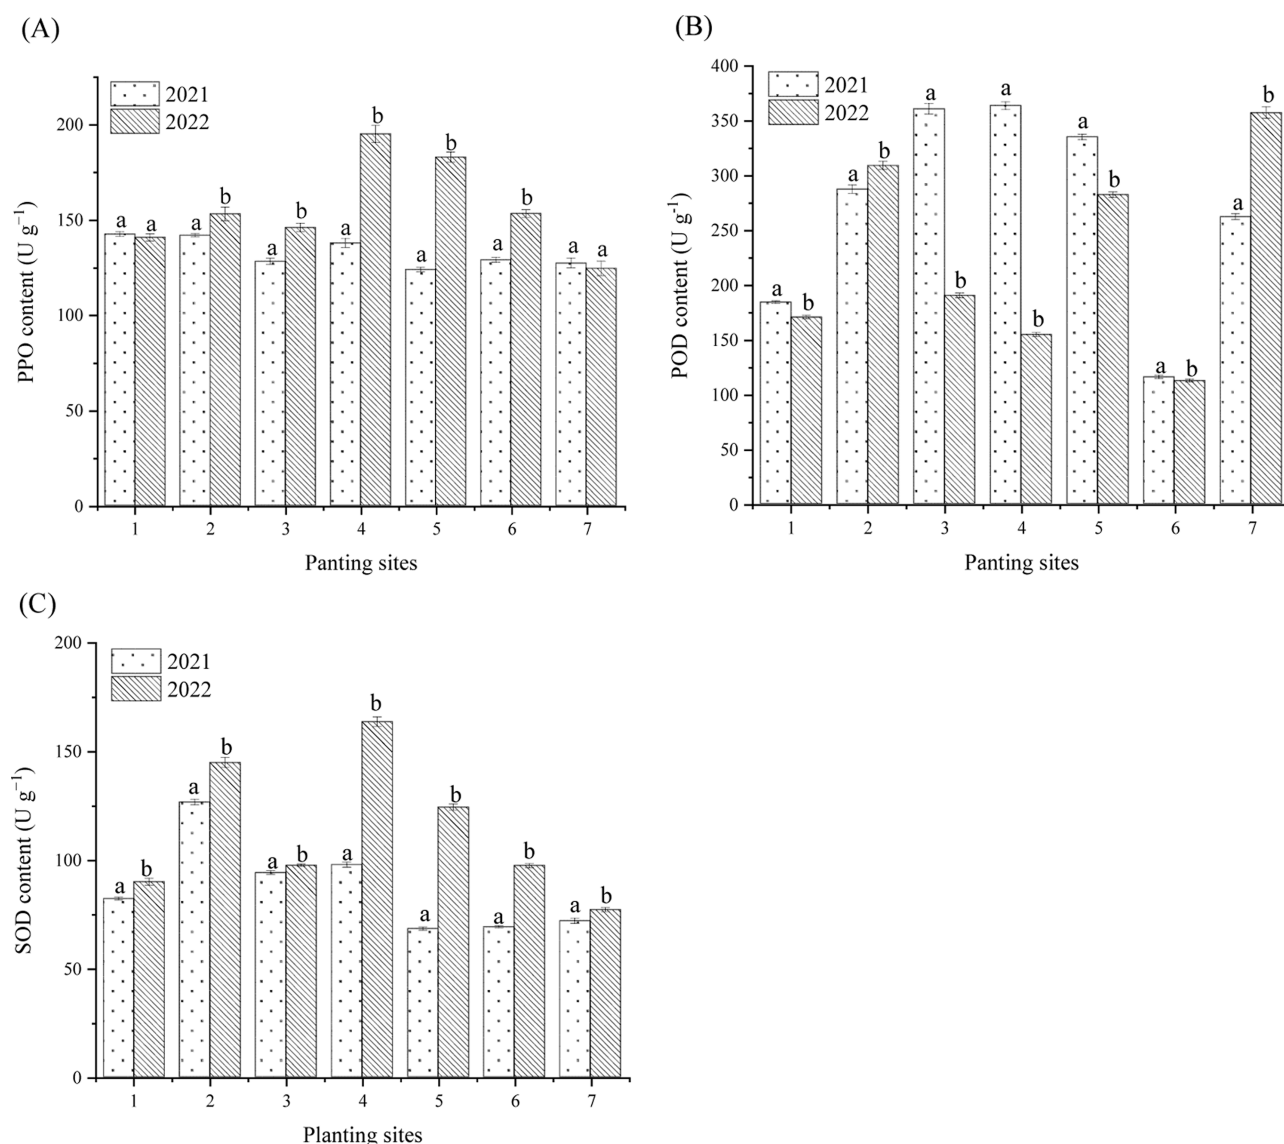 (A)
2021
2022
PPO content (U g−1)
200
150
100
50
0
a a a b a b a b a b a b a a
1 2 3 4 5 6 7
Panting sites
(B)
2021
2022
POD content (U g-1)
400
350
300
250
200
150
100
50
0
a b a b a b a b a b a b a b
1 2 3 4 5 6 7
Panting sites
(C)
2021
2022
SOD content (U g−1)
200
150
100
50
0
a b a b a b a b a b a b a b
1 2 3 4 5 6 7
Planting sites